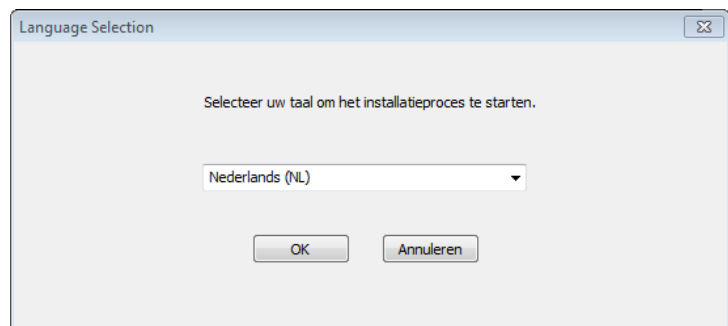 Language Selection
Selecteer uw taal om het installatieproces te starten.
Nederlands (NL)
OK
Annuleren